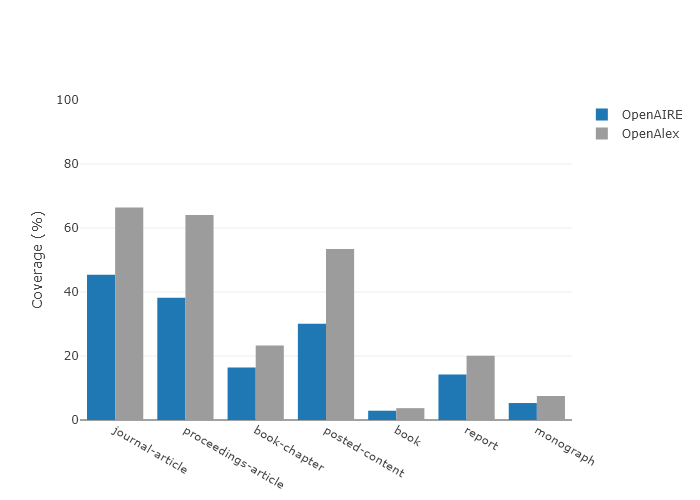 100
80
60
40
20
0
Coverage (%)
journal-article
proceedings-article
book-chapter
posted-content
book
report
monograph
OpenAIRE
OpenAlex